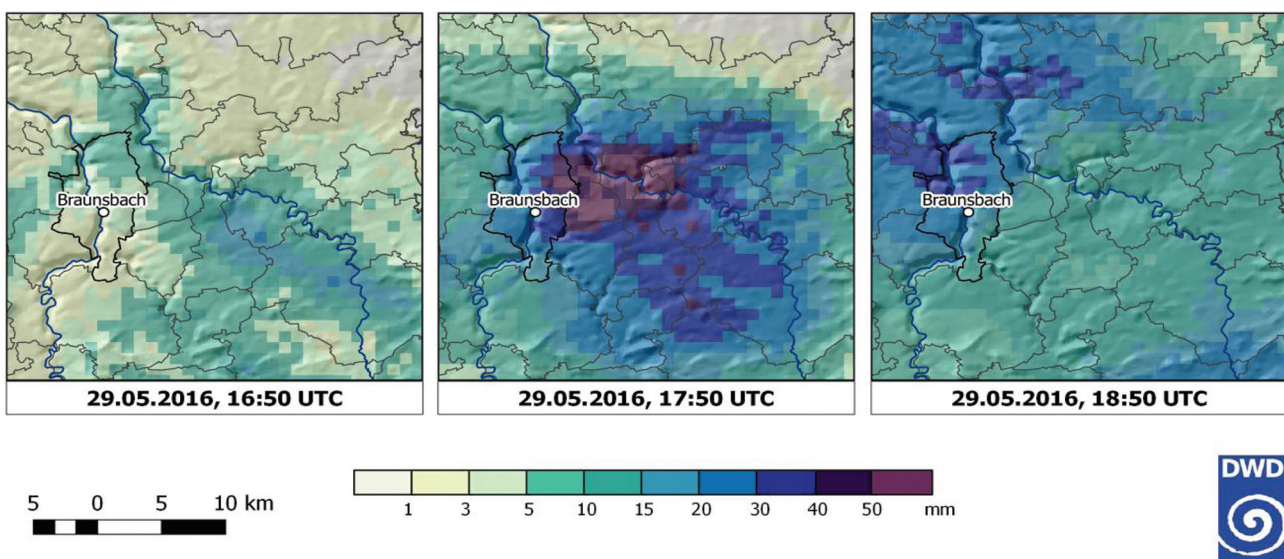 Braunsbach
Braunsbach
Braunsbach
29.05.2016, 16:50 UTC
29.05.2016, 17:50 UTC
29.05.2016, 18:50 UTC
5 0 5 10 km
1 3 5 10 15 20 30 40 50 mm
DWD